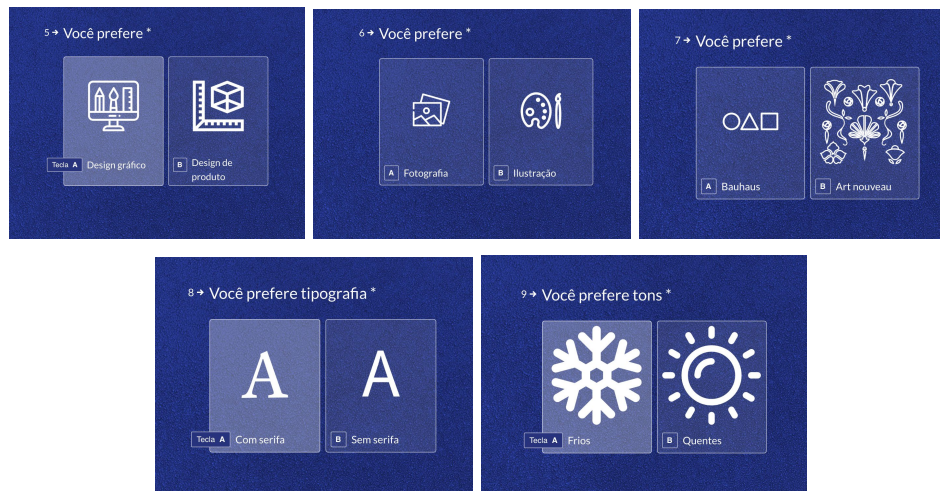 5→ Você prefere *
Tecla A Design gráfico
B Design de
produto
6→ Você prefere *
A Fotografia
B Ilustração
7→ Você prefere *
A Bauhaus
B Art nouveau
8→ Você prefere tipografia *
A
A
Tecla A Com serifa
B Sem serifa
9→ Você prefere tons *
Tecla A Frios
B Quentes